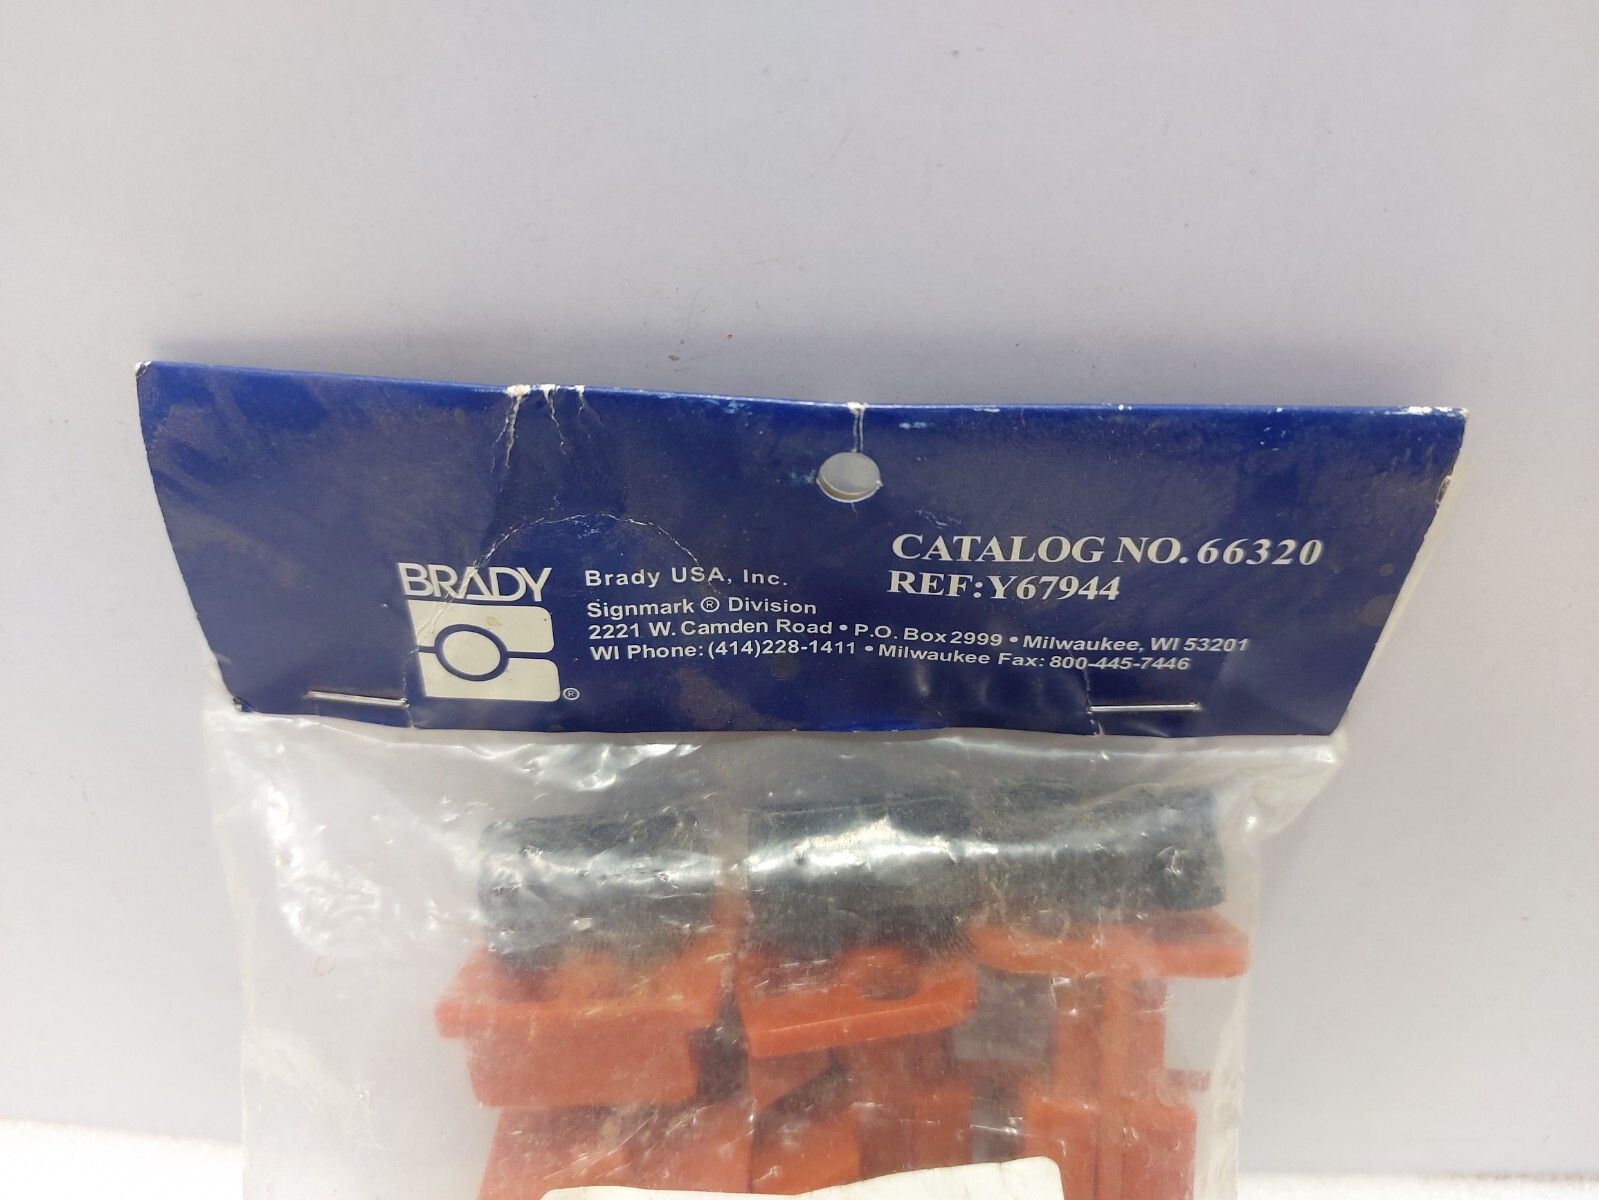 CATALOG NO. 66320
REF:Y67944
BRADY
®
Brady USA, Inc.
Signmark ® Division
2221 W. Camden Road • P.O. Box 2999 • Milwaukee, WI 53201
WI Phone: (414)228-1411 • Milwaukee Fax: 800-445-7446